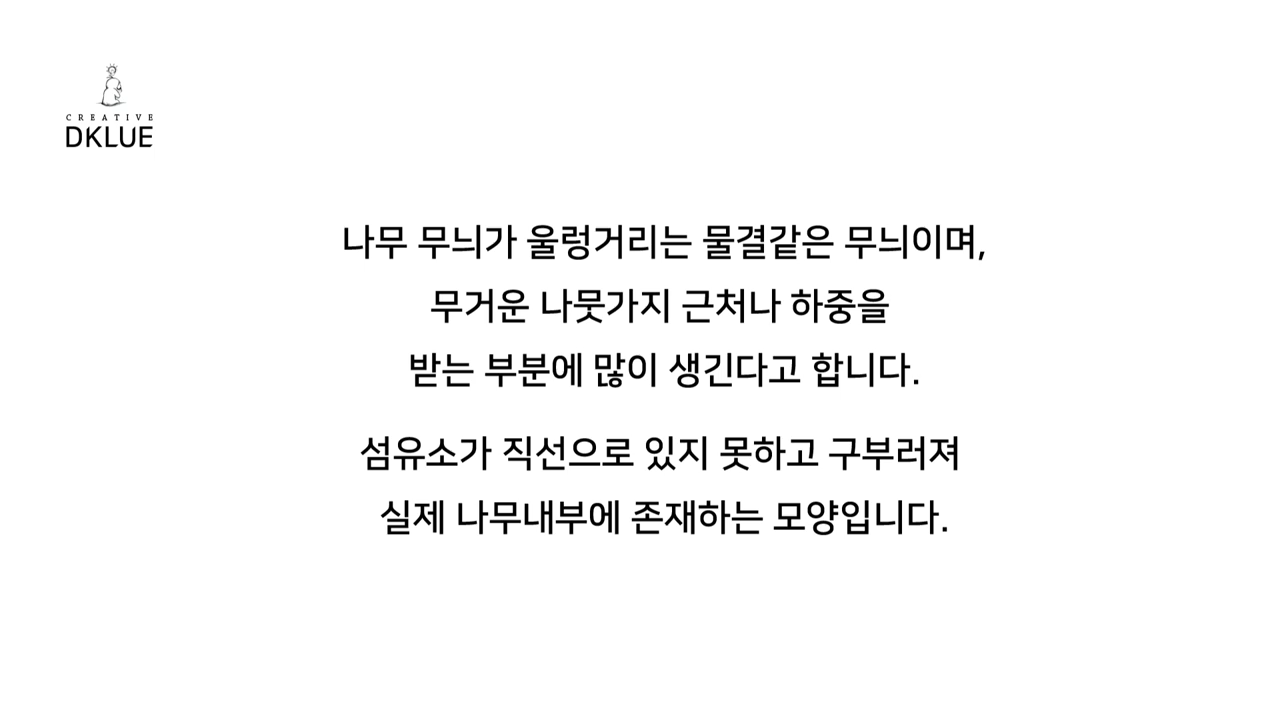 CREATIVE
DKLUE
나무 무늬가 울렁거리는 물결같은 무늬이며,
무거운 나뭇가지 근처나 하중을
받는 부분에 많이 생긴다고 합니다.
섬유소가 직선으로 있지 못하고 구부러져
실제 나무내부에 존재하는 모양입니다.